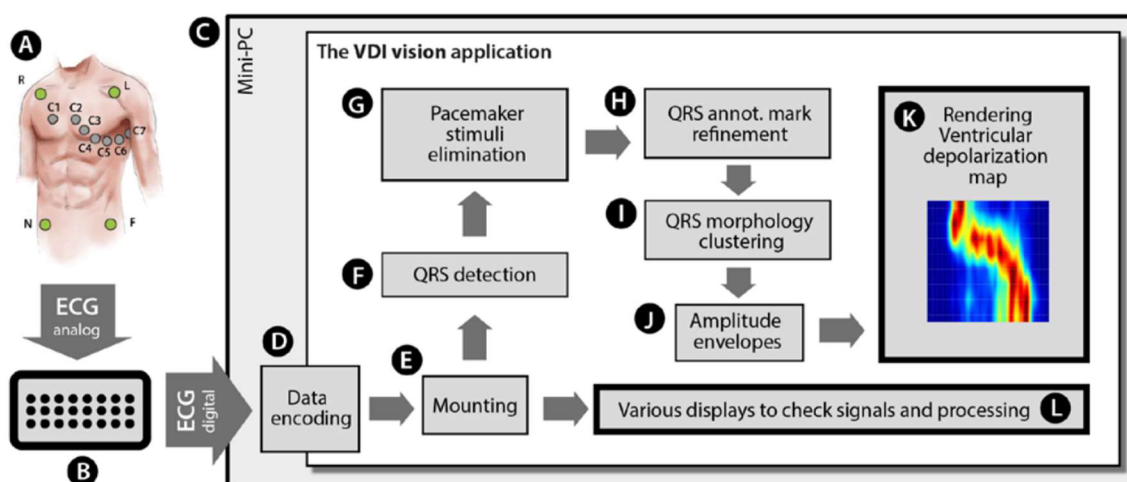 A
R
L
C1
C2
C3
C4
C5
C6
C7
N
F
ECG
analog
B
ECG
digital
C
Mini-PC
The VDI vision application
D
Data
encoding
E
Mounting
F
QRS detection
G
Pacemaker
stimuli
elimination
H
QRS annot. mark
refinement
I
QRS morphology
clustering
J
Amplitude
envelopes
K
Rendering
Ventricular
depolarization
map
Various displays to check signals and processing L